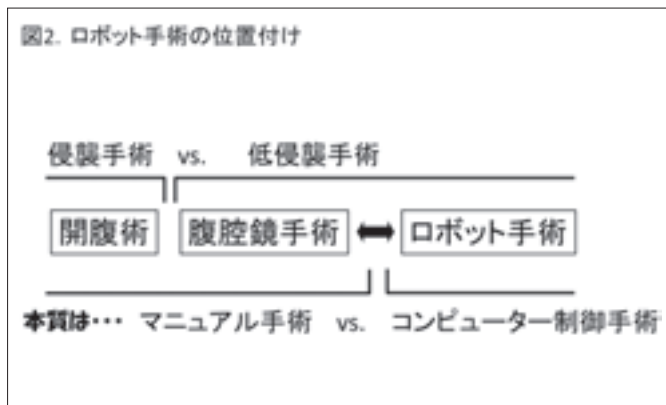 図2. ロボット手術の位置付け
侵襲手術 vs. 低侵襲手術
開腹術 腹腔鏡手術 ⬌ ロボット手術
本質は… マニュアル手術 vs. コンピューター制御手術